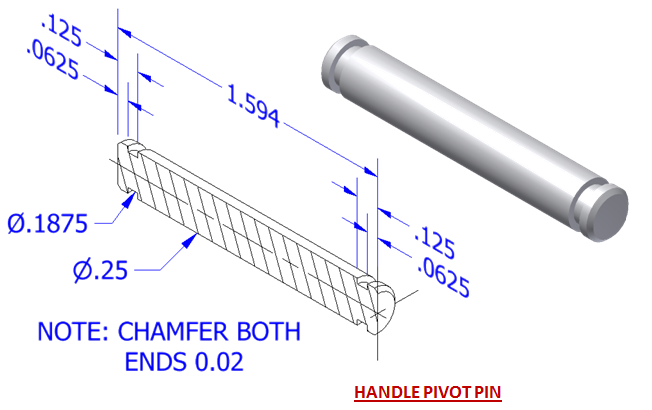 .125
.0625
1.594
Ø.1875
Ø.25
.125
.0625
NOTE: CHAMFER BOTH
ENDS 0.02
HANDLE PIVOT PIN